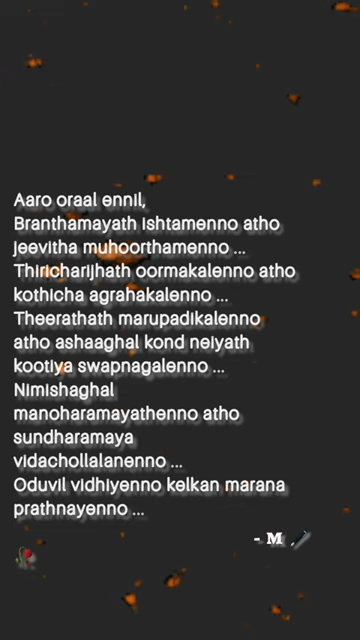 Aaro oraal ennil,
Branthamayath ishtamenno atho
jeevitha muhoorthamenno ...
Thiricharijhath oormakalenno atho
kothicha agrahakalenno ...
Theerathath marupadikalenno
atho ashaaghal kond neiyath
kootiya swapnagalenno ...
Nimishaghal
manoharamayathenno atho
sundharamaya
vidachollalanenno ...
Oduvil vidhiyenno kelkan marana
prathnayenno ...
- M